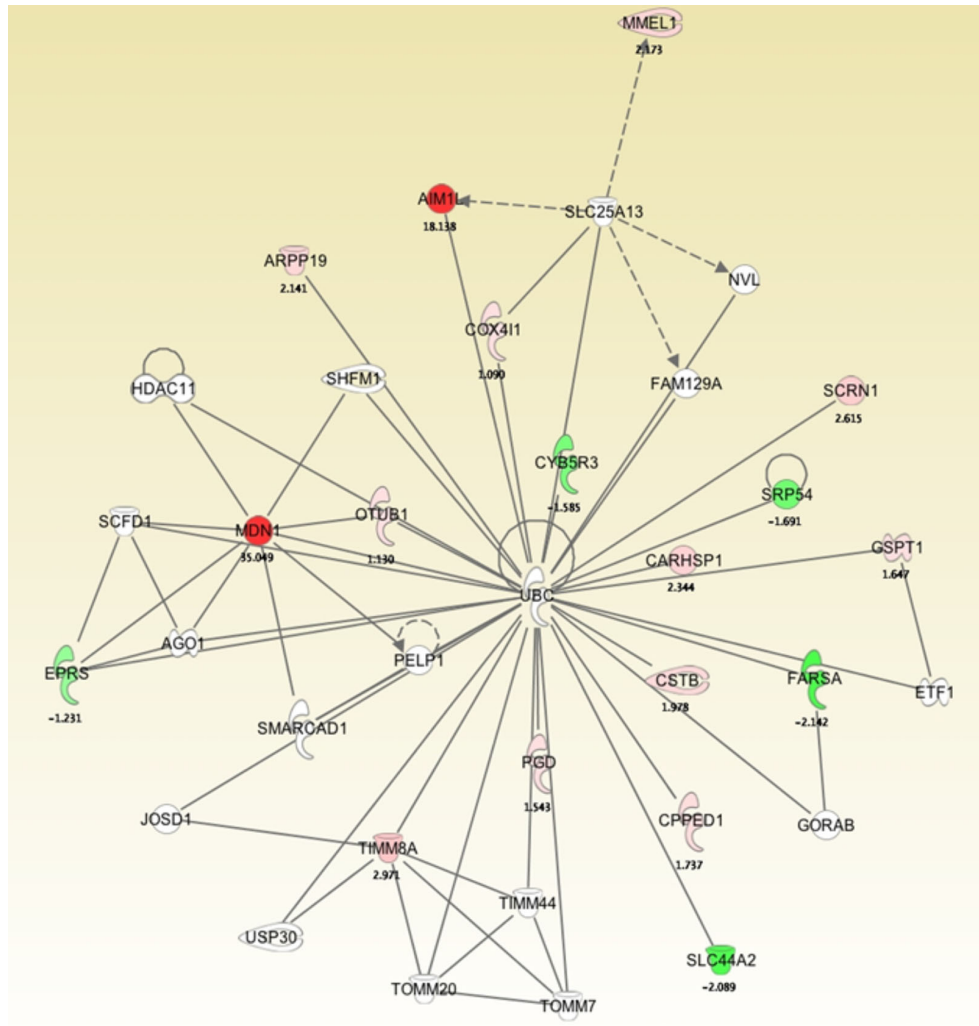 MMEL1
2.173
AIM1L
18.138
SLC25A13
ARPP19
2.141
NVL
COX4I1
1.090
HDAC11
SHFM1
FAM129A
SCRN1
2.615
CYB5R3
-1.585
SRP54
-1.691
SCFD1
MDN1
35.049
OTUB1
1.130
CARHSP1
2.344
GSPT1
1.647
UBC
AGO1
PELP1
EPRS
-1.231
CSTB
1.978
FARSA
-2.142
ETF1
SMARCAD1
PGD
1.543
JOSD1
CPPED1
1.737
GORAB
TIMM8A
2.971
TIMM44
USP30
SLC44A2
-2.089
TOMM20
TOMM7